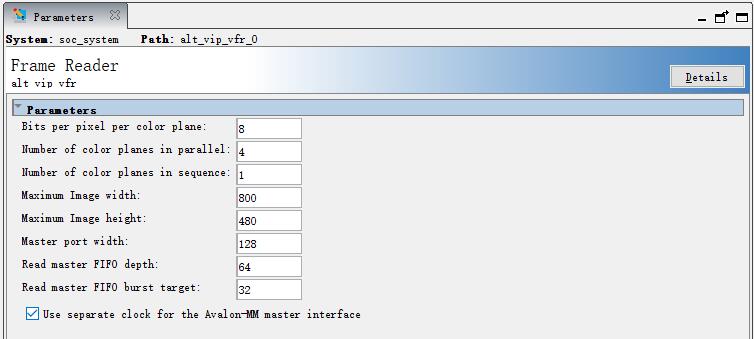 Parameters
System: soc_system Path: alt_vip_vfr_0
Frame Reader
alt_vip_vfr
Details
Parameters
Bits per pixel per color plane: 8
Number of color planes in parallel: 4
Number of color planes in sequence: 1
Maximum Image width: 800
Maximum Image height: 480
Master port width: 128
Read master FIFO depth: 64
Read master FIFO burst target: 32
Use separate clock for the Avalon-MM master interface